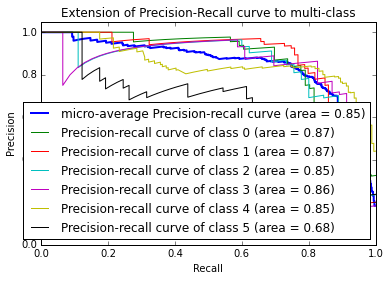 Extension of Precision-Recall curve to multi-class
1.0
0.8
Precision
micro-average Precision-recall curve (area = 0.85)
Precision-recall curve of class 0 (area = 0.87)
Precision-recall curve of class 1 (area = 0.87)
Precision-recall curve of class 2 (area = 0.85)
Precision-recall curve of class 3 (area = 0.86)
Precision-recall curve of class 4 (area = 0.85)
Precision-recall curve of class 5 (area = 0.68)
0.0
0.0 0.2 0.4 0.6 0.8 1.0
Recall